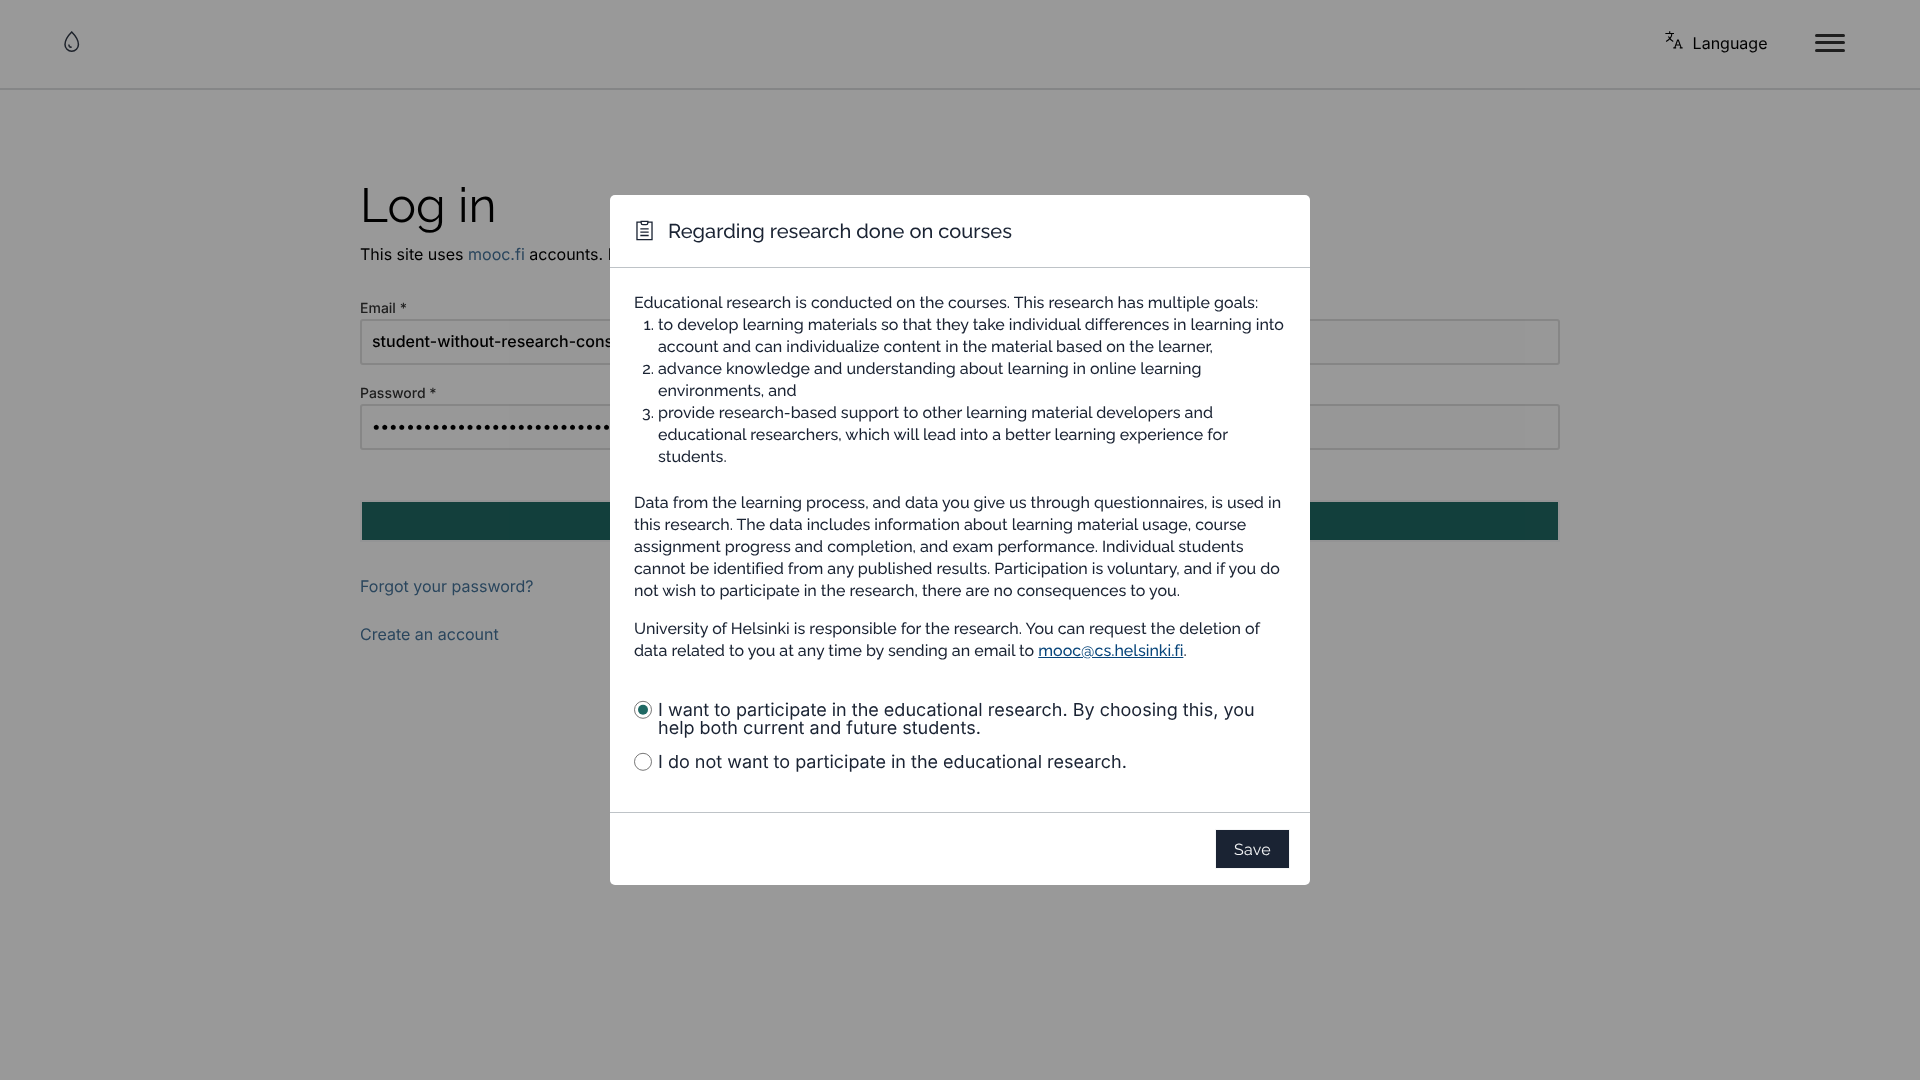 Language
Log in
This site uses mooc.fi accounts.
Email *
student-without-research-cons
Password *
Forgot your password?
Create an account
Regarding research done on courses
Educational research is conducted on the courses. This research has multiple goals:
1. to develop learning materials so that they take individual differences in learning into
account and can individualize content in the material based on the learner,
2. advance knowledge and understanding about learning in online learning
environments, and
3. provide research-based support to other learning material developers and
educational researchers, which will lead into a better learning experience for
students.
Data from the learning process, and data you give us through questionnaires, is used in
this research. The data includes information about learning material usage, course
assignment progress and completion, and exam performance. Individual students
cannot be identified from any published results. Participation is voluntary, and if you do
not wish to participate in the research, there are no consequences to you.
University of Helsinki is responsible for the research. You can request the deletion of
data related to you at any time by sending an email to mooc@cs.helsinki.fi.
I want to participate in the educational research. By choosing this, you
help both current and future students.
I do not want to participate in the educational research.
Save